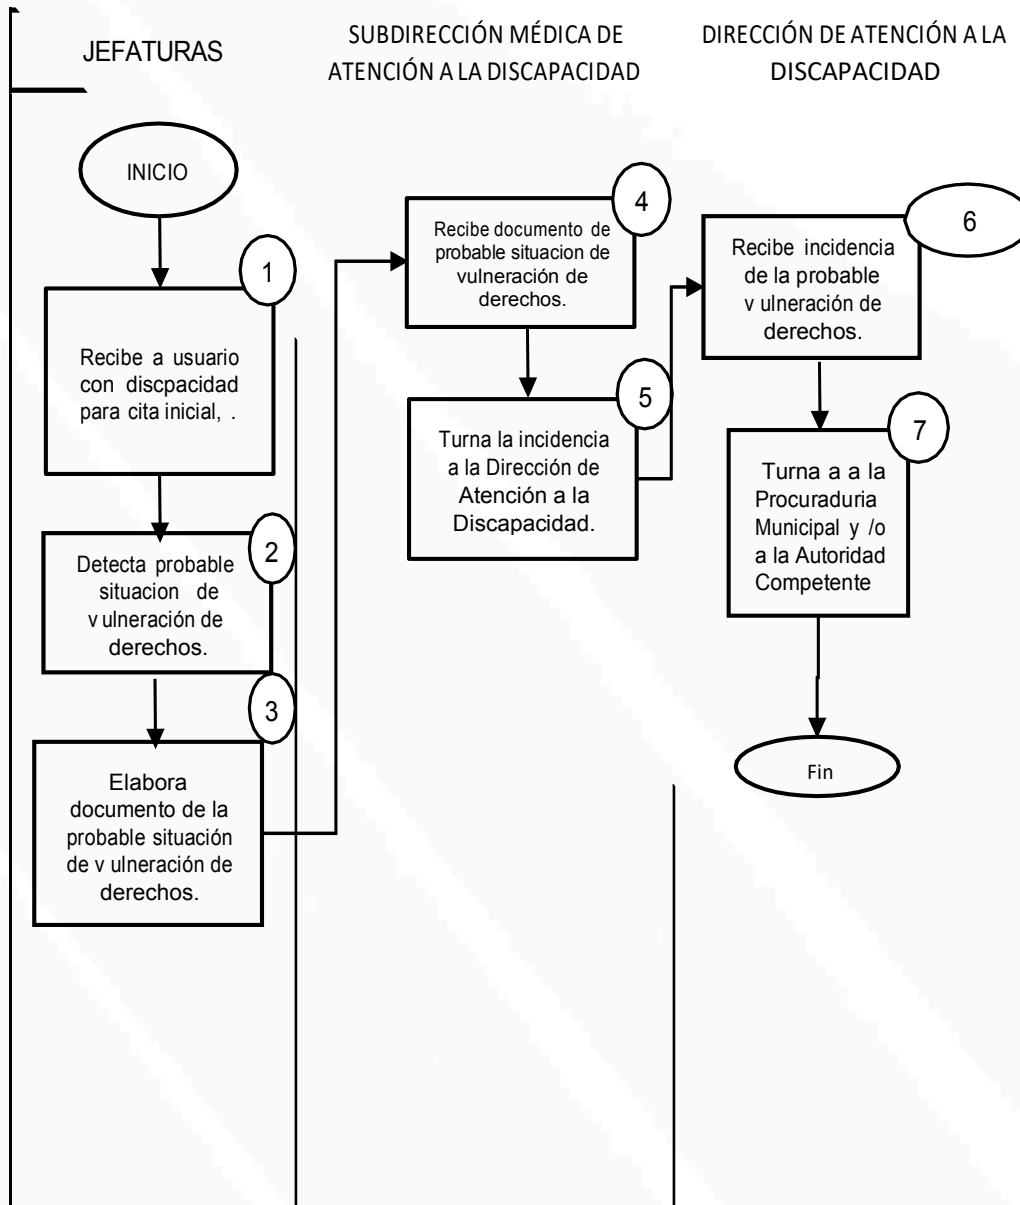 JEFATURAS
SUBDIRECCIÓN MÉDICA DE
ATENCIÓN A LA DISCAPACIDAD
DIRECCIÓN DE ATENCIÓN A LA
DISCAPACIDAD
INICIO
1
Recibe a usuario
con discpacidad
para cita inicial, .
2
Detecta probable
situacion de
v ulneración de
derechos.
3
Elabora
documento de la
probable situación
de v ulneración de
derechos.
4
Recibe documento de
probable situacion de
vulneración de
derechos.
5
Turna la incidencia
a la Dirección de
Atención a la
Discapacidad.
6
Recibe incidencia
de la probable
v ulneración de
derechos.
7
Turna a a la
Procuraduria
Municipal y /o
a la Autoridad
Competente
Fin